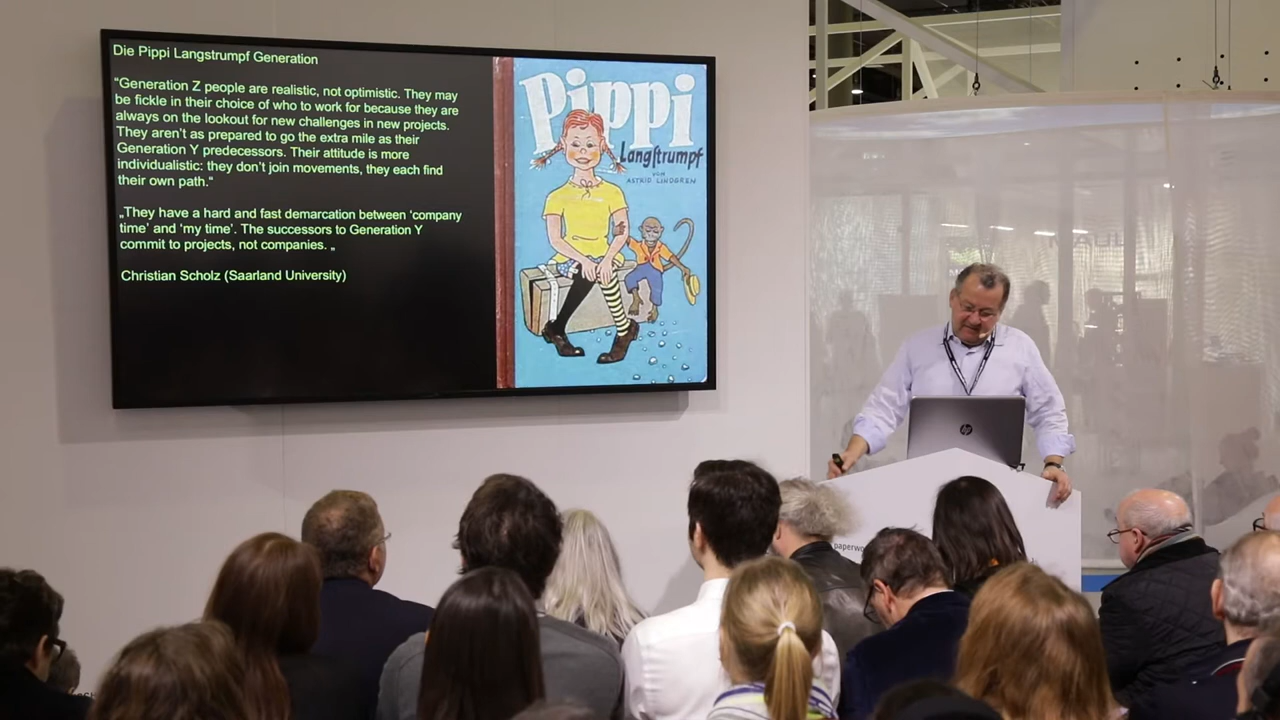 Die Pippi Langstrumpf Generation
“Generation Z people are realistic, not optimistic. They may
be fickle in their choice of who to work for because they are
always on the lookout for new challenges in new projects.
They aren’t as prepared to go the extra mile as their
Generation Y predecessors. Their attitude is more
individualistic: they don’t join movements, they each find
their own path.“
„They have a hard and fast demarcation between ‘company
time’ and ‘my time’. The successors to Generation Y
commit to projects, not companies. „
Christian Scholz (Saarland University)
Pippi
Langstrumpf
VON
ASTRID LINDGREN
hp